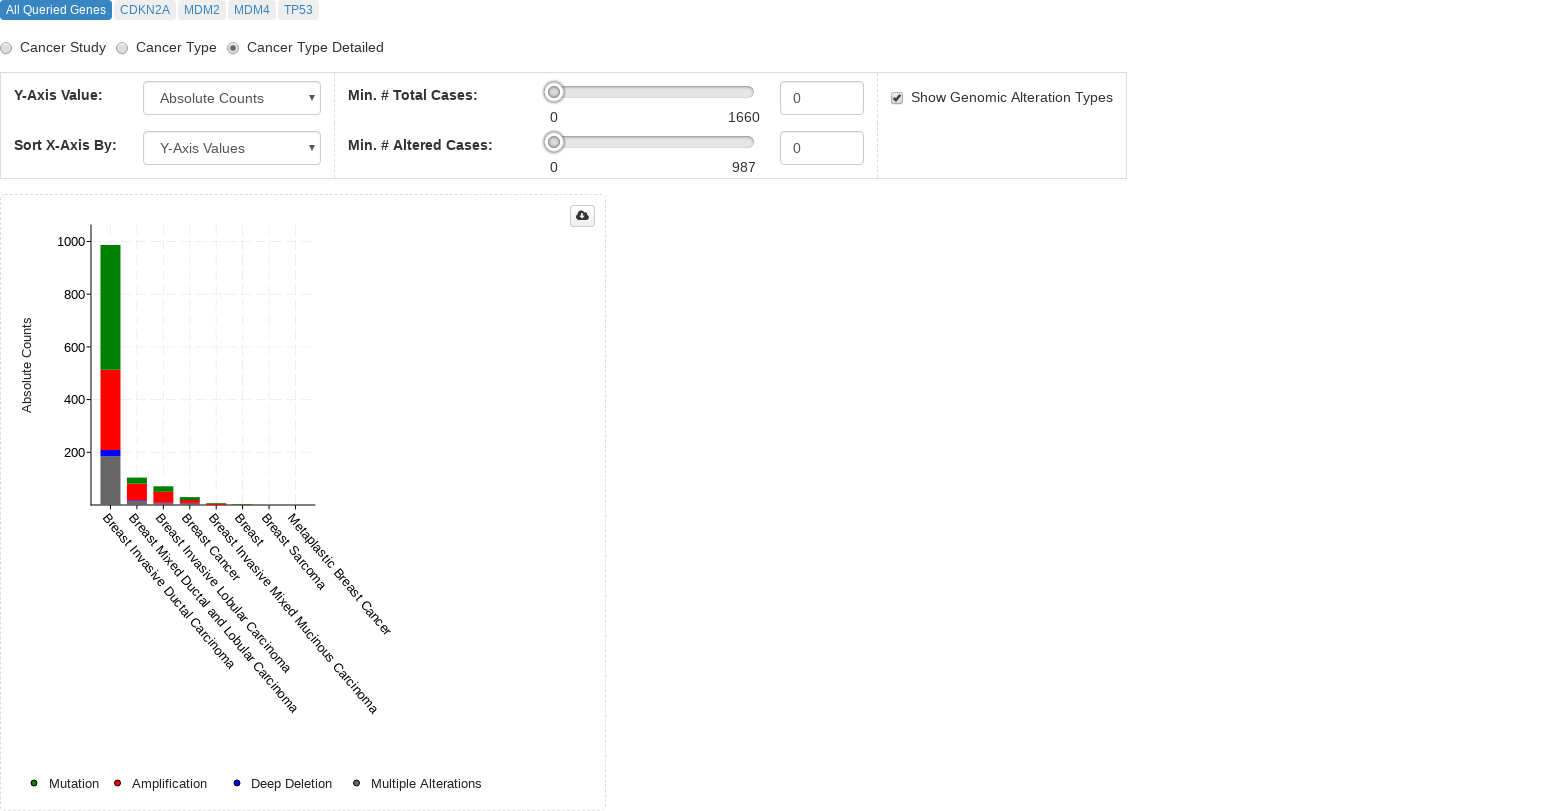 All Queried Genes CDKN2A MDM2 MDM4 TP53
Cancer Study Cancer Type Cancer Type Detailed
Y-Axis Value: Absolute Counts Min. # Total Cases: 0 Show Genomic Alteration Types
0 1660
Sort X-Axis By: Y-Axis Values Min. # Altered Cases: 0
0 987
1000
800
600
400
200
Absolute Counts
Breast Invasive Ductal Carcinoma
Breast Mixed Ductal and Lobular Carcinoma
Breast Invasive Lobular Carcinoma
Breast Cancer
Breast Invasive Mixed Mucinous Carcinoma
Breast
Breast Sarcoma
Metaplastic Breast Cancer
Mutation Amplification Deep Deletion Multiple Alterations